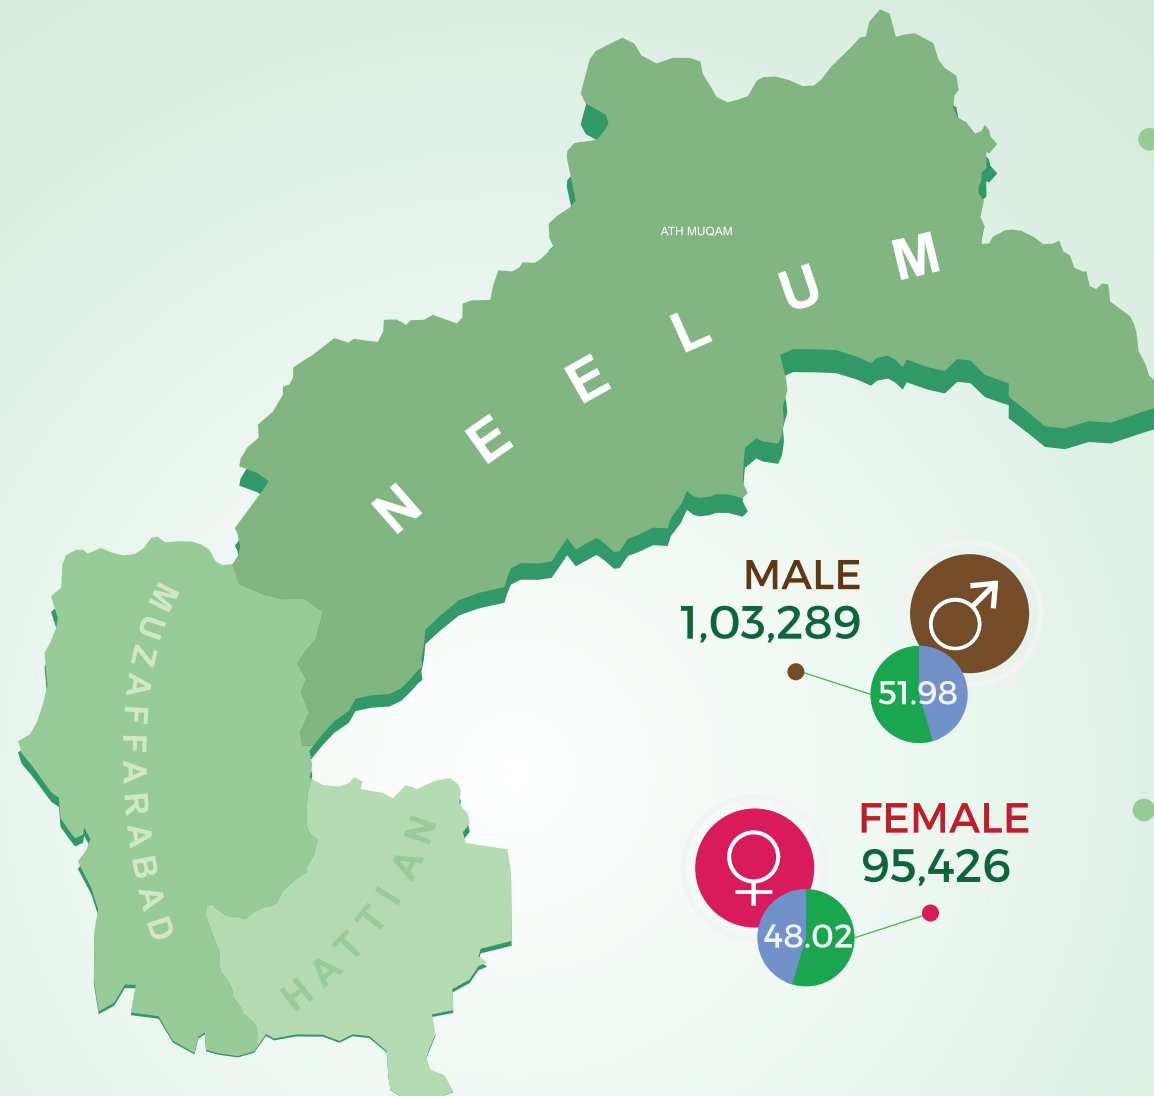 ATH MUQAM
NEELUM
MUZAFFARABAD
HATTIAN
MALE
1,03,289
51.98
FEMALE
95,426
48.02